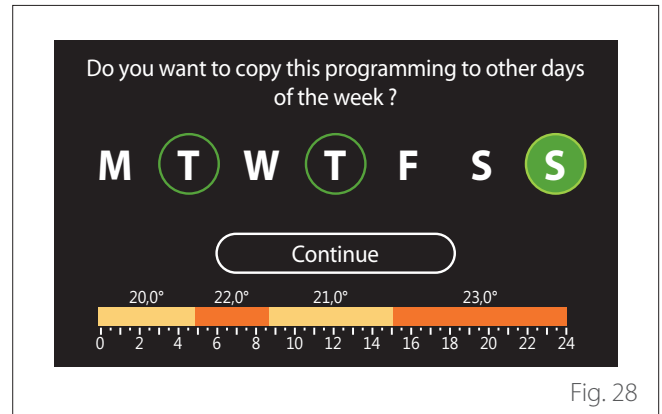 Do you want to copy this programming to other days
of the week ?
M T W T F S S
Continue
20,0° 22,0° 21,0° 23,0°
0 2 4 6 8 10 12 14 16 18 20 22 24
Fig. 28